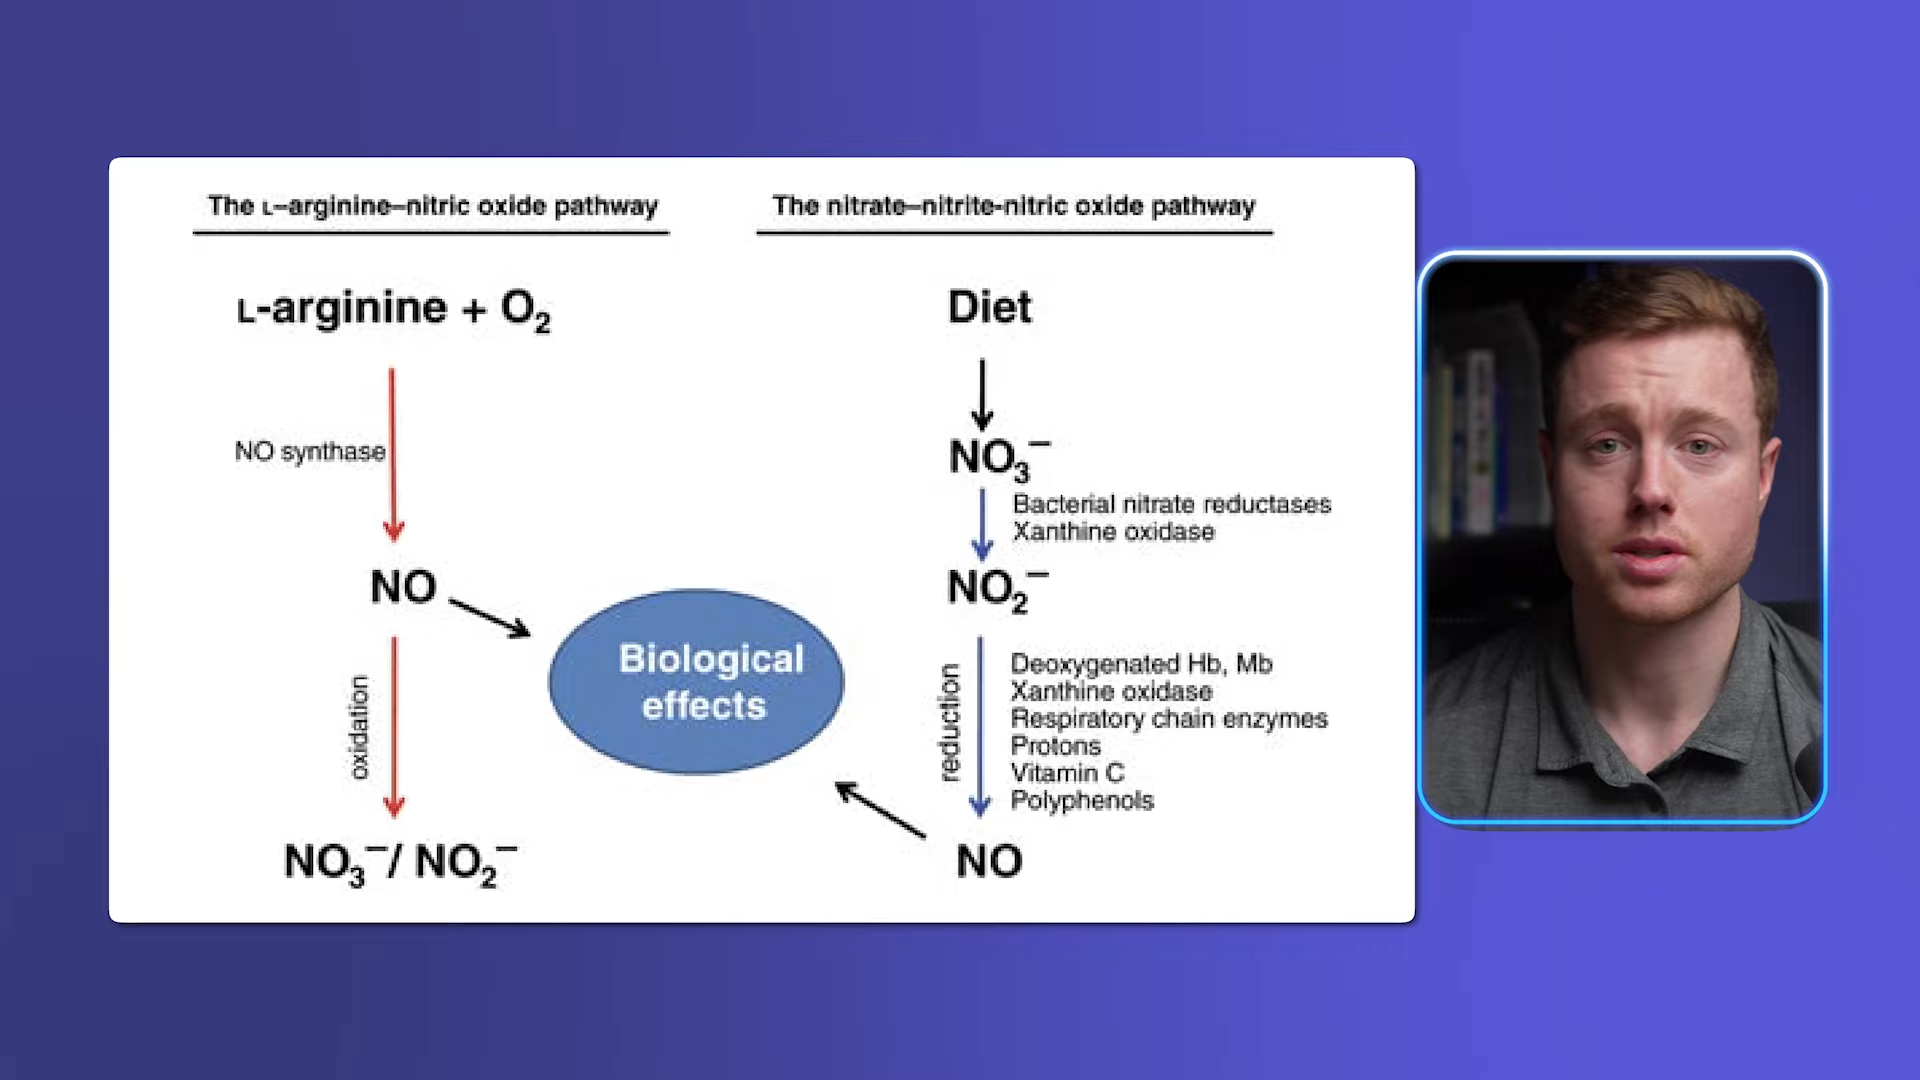 The L–arginine–nitric oxide pathway
L-arginine + O₂
NO synthase
NO
oxidation
NO₃⁻/ NO₂⁻
Biological
effects
The nitrate–nitrite-nitric oxide pathway
Diet
NO₃⁻
Bacterial nitrate reductases
Xanthine oxidase
NO₂⁻
reduction
Deoxygenated Hb, Mb
Xanthine oxidase
Respiratory chain enzymes
Protons
Vitamin C
Polyphenols
NO